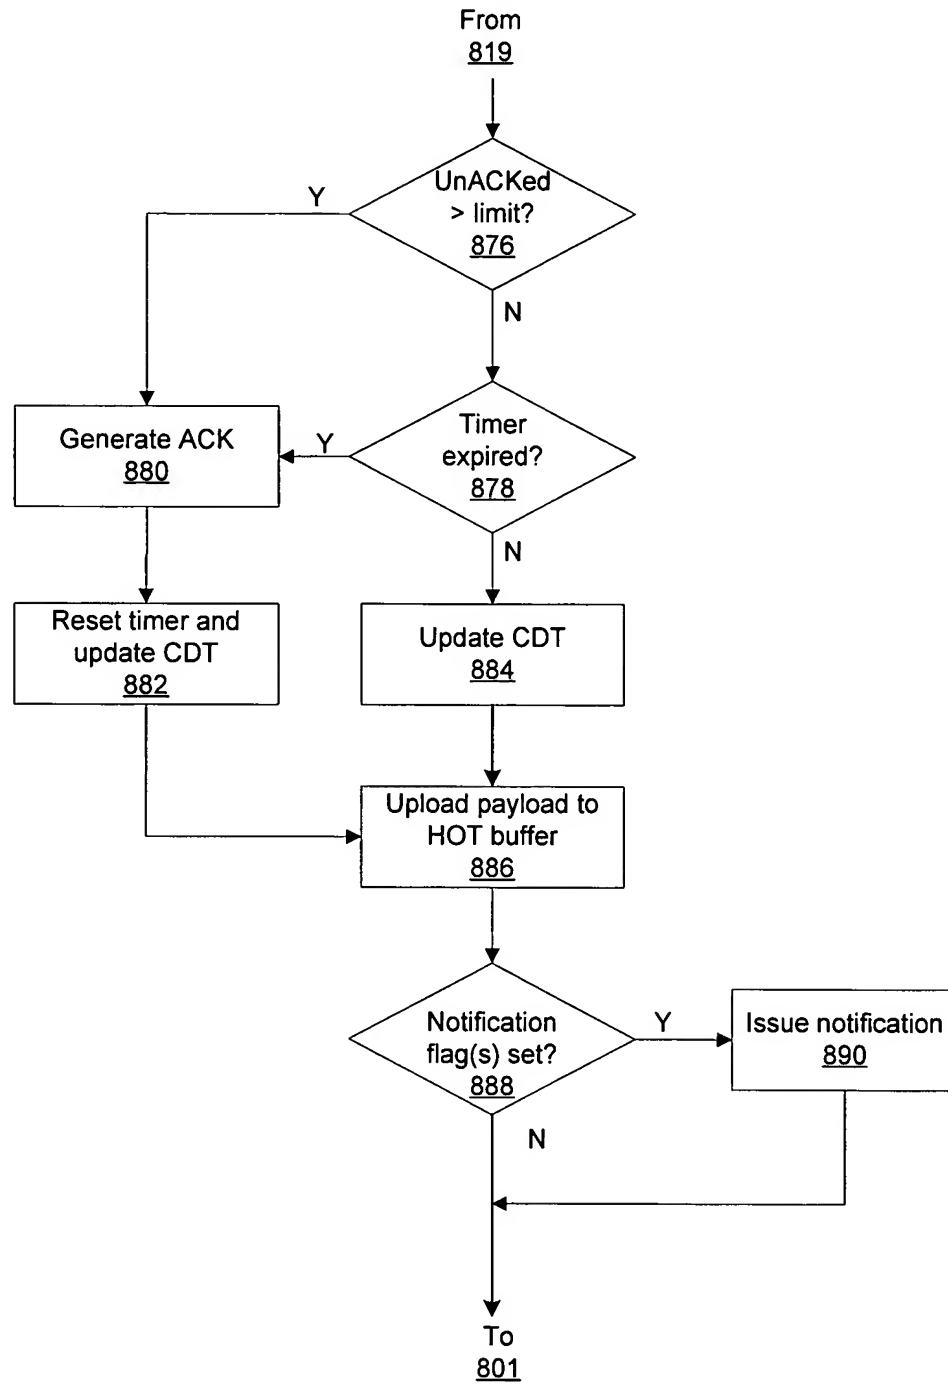 From
819
UnACKed
> limit?
876
Y
N
Timer
expired?
878
Y
Generate ACK
880
N
Reset timer and
update CDT
882
Update CDT
884
Upload payload to
HOT buffer
886
Notification
flag(s) set?
888
Y
Issue notification
890
N
To
801